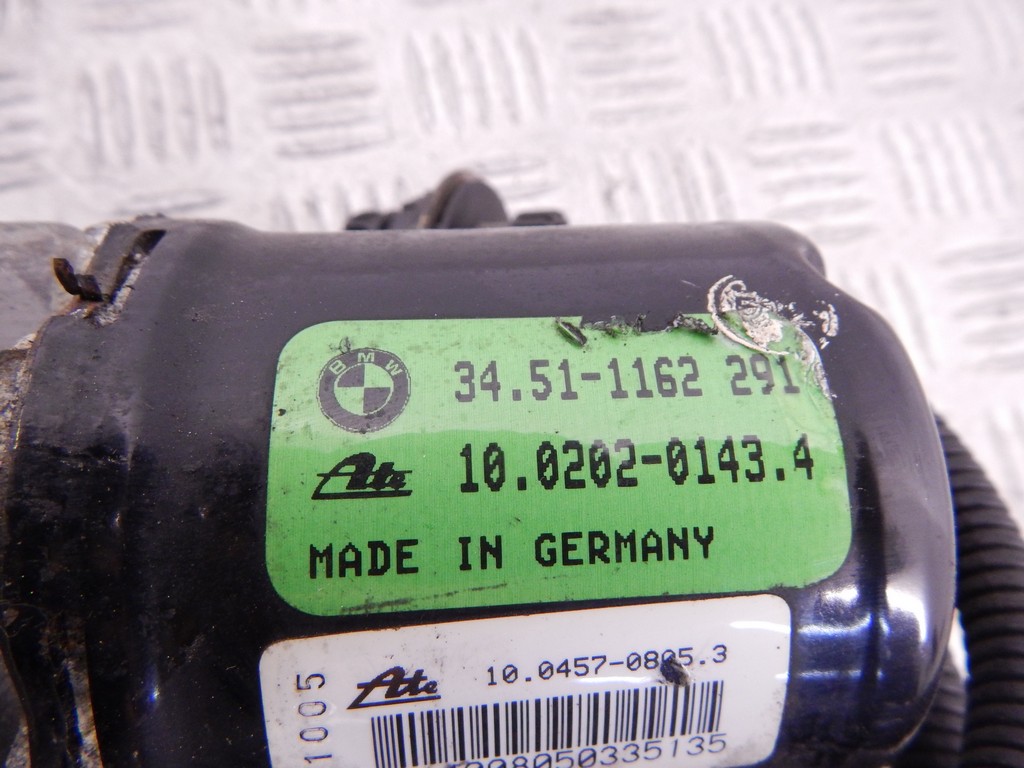 BMW
34.51-1162 291
Ate 10.0202-0143.4
MADE IN GERMANY
1005
Ate 10.0457-0805.3